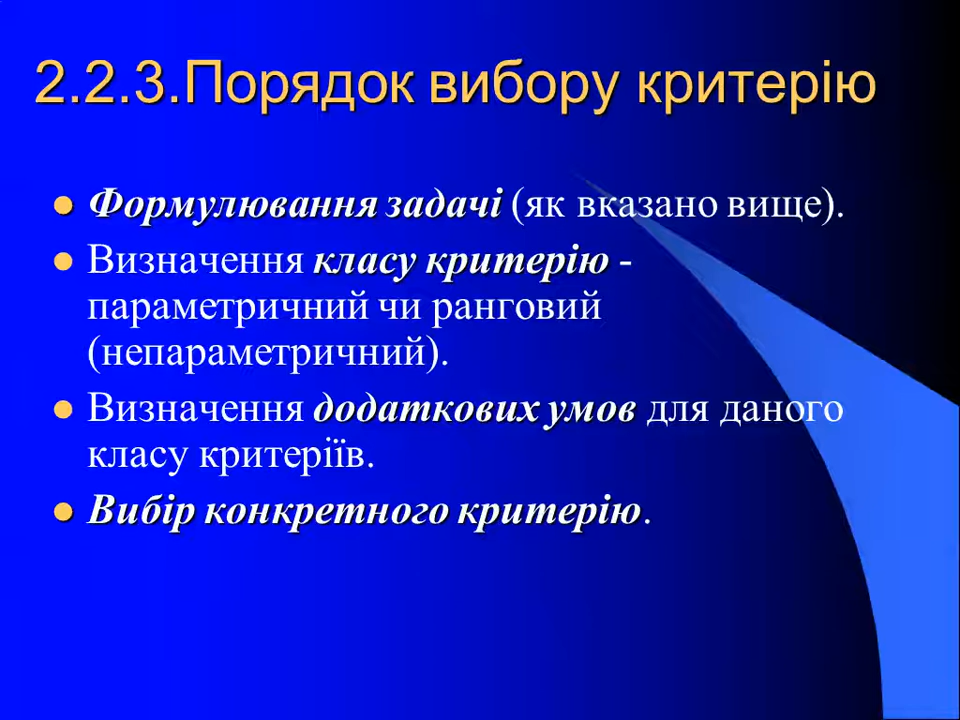 2.2.3.Порядок вибору критерію
Формулювання задачі (як вказано вище).
Визначення класу критерію -
параметричний чи ранговий
(непараметричний).
Визначення додаткових умов для даного
класу критеріїв.
Вибір конкретного критерію.